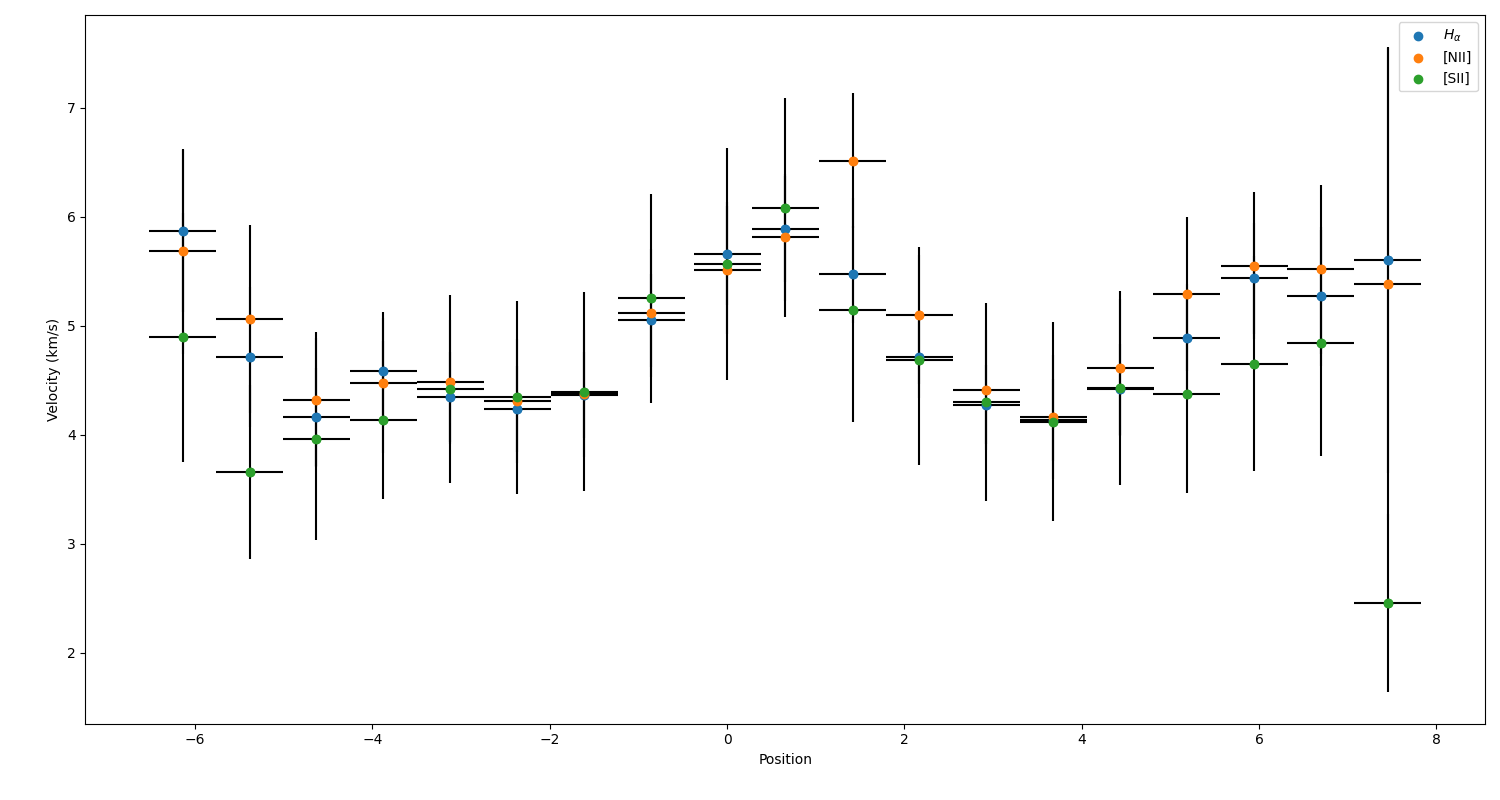 H_α
[NII]
[SII]
7
6
5
4
3
2
Velocity (km/s)
−6 −4 −2 0 2 4 6 8
Position